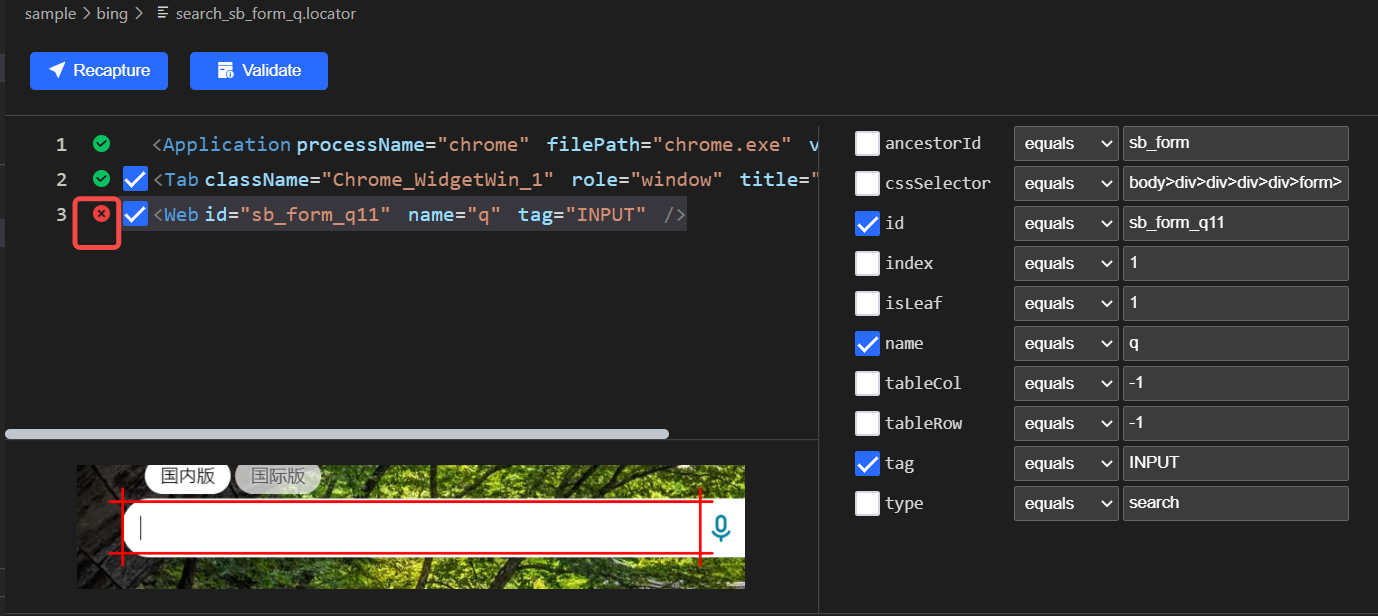 sample > bing > search_sb_form_q.locator
Recapture Validate
1 <Application processName="chrome" filePath="chrome.exe" v
2 <Tab className="Chrome_WidgetWin_1" role="window" title="
3 <Web id="sb_form_q11" name="q" tag="INPUT" />
国内版 国际版
ancestorId equals sb_form
cssSelector equals body>div>div>div>div>form>
id equals sb_form_q11
index equals 1
isLeaf equals 1
name equals q
tableCol equals -1
tableRow equals -1
tag equals INPUT
type equals search